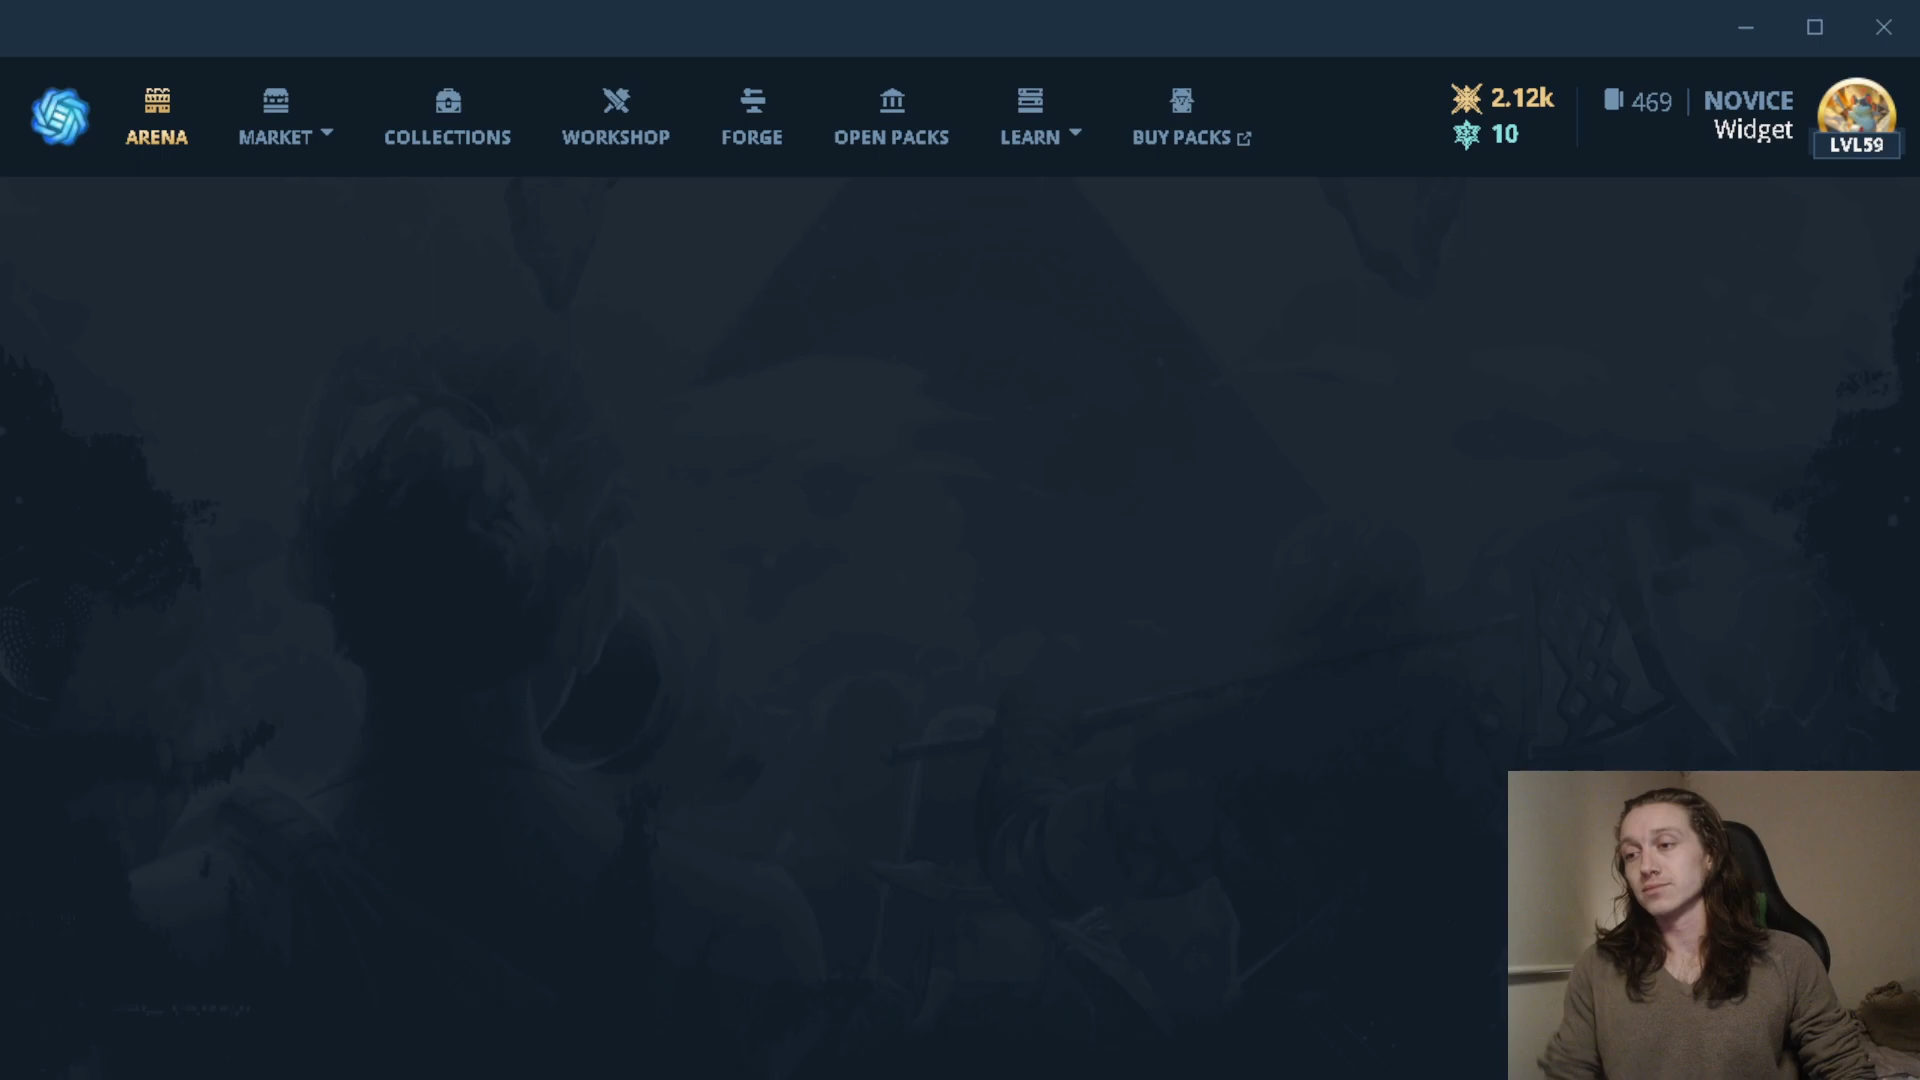 ARENA
MARKET
COLLECTIONS
WORKSHOP
FORGE
OPEN PACKS
LEARN
BUY PACKS
2.12k
10
469
NOVICE
Widget
LVL59